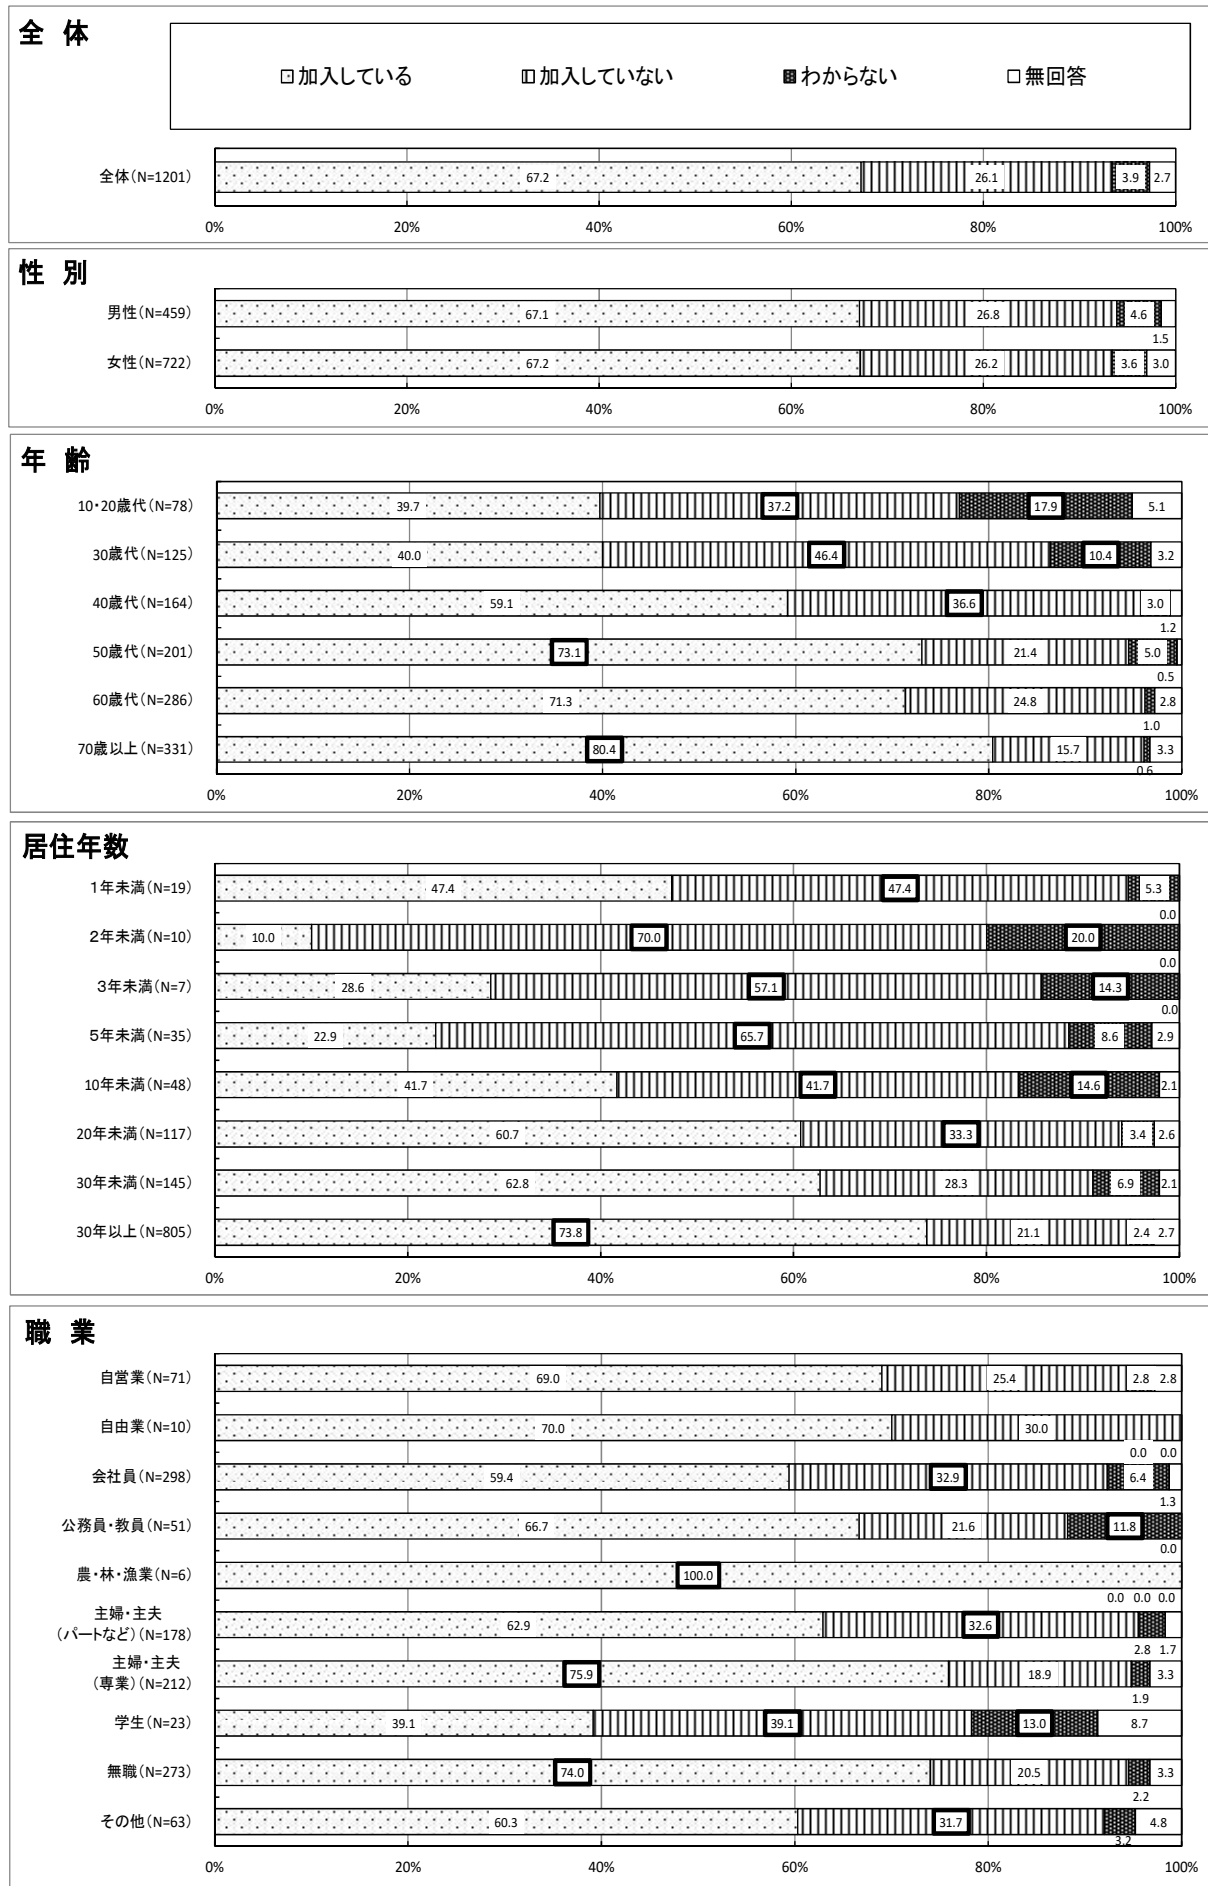 全 体
加入している 加入していない わからない 無回答
全体(N=1201) 67.2 26.1 3.9 2.7
0% 20% 40% 60% 80% 100%
性 別
男性(N=459) 67.1 26.8 4.6
1.5
女性(N=722) 67.2 26.2 3.6 3.0
0% 20% 40% 60% 80% 100%
年 齢
10・20歳代(N=78) 39.7 37.2 17.9 5.1
30歳代(N=125) 40.0 46.4 10.4 3.2
40歳代(N=164) 59.1 36.6 3.0
1.2
50歳代(N=201) 73.1 21.4 5.0
0.5
60歳代(N=286) 71.3 24.8 2.8
1.0
70歳以上(N=331) 80.4 15.7 3.3
0.6
0% 20% 40% 60% 80% 100%
居住年数
1年未満(N=19) 47.4 47.4 5.3
0.0
2年未満(N=10) 10.0 70.0 20.0
0.0
3年未満(N=7) 28.6 57.1 14.3
0.0
5年未満(N=35) 22.9 65.7 8.6 2.9
10年未満(N=48) 41.7 41.7 14.6 2.1
20年未満(N=117) 60.7 33.3 3.4 2.6
30年未満(N=145) 62.8 28.3 6.9 2.1
30年以上(N=805) 73.8 21.1 2.4 2.7
0% 20% 40% 60% 80% 100%
職 業
自営業(N=71) 69.0 25.4 2.8 2.8
自由業(N=10) 70.0 30.0
0.0 0.0
会社員(N=298) 59.4 32.9 6.4
1.3
公務員・教員(N=51) 66.7 21.6 11.8
0.0
農・林・漁業(N=6) 100.0
0.0 0.0 0.0
主婦・主夫
(パートなど)(N=178) 62.9 32.6
2.8 1.7
主婦・主夫
(専業)(N=212) 75.9 18.9 3.3
1.9
学生(N=23) 39.1 39.1 13.0 8.7
無職(N=273) 74.0 20.5 3.3
2.2
その他(N=63) 60.3 31.7 4.8
3.2
0% 20% 40% 60% 80% 100%